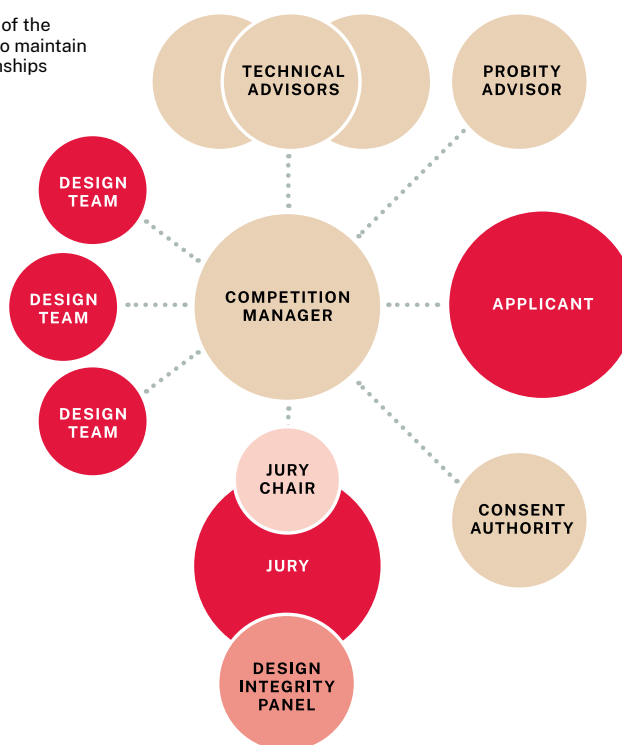 of the
o maintain
nships
TECHNICAL
ADVISORS
PROBITY
ADVISOR
DESIGN
TEAM
DESIGN
TEAM
DESIGN
TEAM
COMPETITION
MANAGER
APPLICANT
JURY
CHAIR
CONSENT
AUTHORITY
JURY
DESIGN
INTEGRITY
PANEL